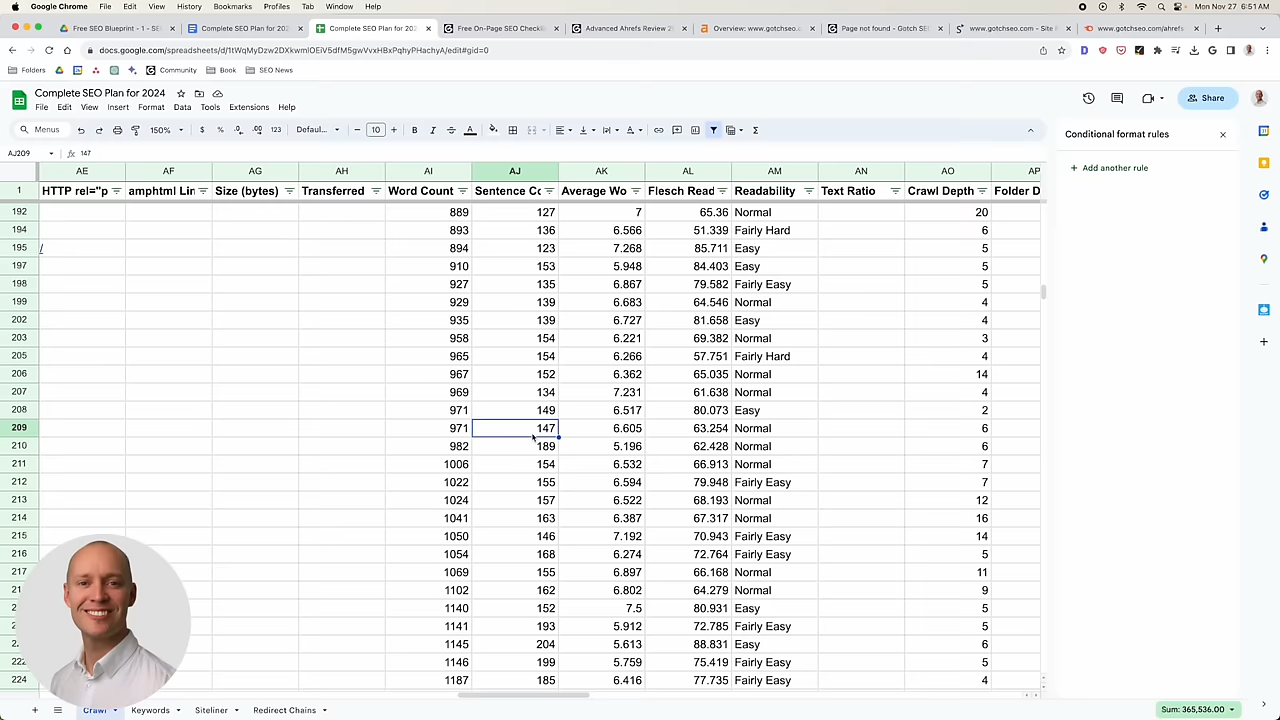 Google Chrome File Edit View History Bookmarks Profiles Tab Window Help Mon Nov 27 6:51 AM
Free SEO Blueprint - 1 - SE Complete SEO Plan for 202 Complete SEO Plan for 202 Free On-Page SEO Check Advanced Ahrefs Review 2 Overview: www.gotchseo.co Page not found - Gotch SE www.gotchseo.com - Site www.gotchseo.com/ahrefs
docs.google.com/spreadsheets/d/1tWqMyDzw2DXkwmIOEiV5dfM5gwVvxHBxPqhyPHachyA/edit#gid=0
Folders Community Book SEO News
Complete SEO Plan for 2024
File Edit View Insert Format Data Tools Extensions Help
Share
Menus 150% $ % .0 .00 123 Defaul... 10 B I A
Conditional format rules
AJ209 fx 147
Add another rule
AE AF AG AH AI AJ AK AL AM AN AO AP
1 HTTP rel="p amphtml Lin Size (bytes) Transferred Word Count Sentence Co Average Wo Flesch Read Readability Text Ratio Crawl Depth Folder D
192 889 127 7 65.36 Normal 20
194 893 136 6.566 51.339 Fairly Hard 6
195 / 894 123 7.268 85.711 Easy 5
197 910 153 5.948 84.403 Easy 5
198 927 135 6.867 79.582 Fairly Easy 5
199 929 139 6.683 64.546 Normal 4
202 935 139 6.727 81.658 Easy 4
203 958 154 6.221 69.382 Normal 3
205 965 154 6.266 57.751 Fairly Hard 4
206 967 152 6.362 65.035 Normal 14
207 969 134 7.231 61.638 Normal 4
208 971 149 6.517 80.073 Easy 2
209 971 147 6.605 63.254 Normal 6
210 982 189 5.196 62.428 Normal 6
211 1006 154 6.532 66.913 Normal 7
212 1022 155 6.594 79.948 Fairly Easy 7
213 1024 157 6.522 68.193 Normal 12
214 1041 163 6.387 67.317 Normal 16
215 1050 146 7.192 70.943 Fairly Easy 14
216 1054 168 6.274 72.764 Fairly Easy 5
217 1069 155 6.897 66.168 Normal 11
1102 162 6.802 64.279 Normal 9
1140 152 7.5 80.931 Easy 5
1141 193 5.912 72.785 Fairly Easy 5
1145 204 5.613 88.831 Easy 6
1146 199 5.759 75.419 Fairly Easy 5
224 1187 185 6.416 77.735 Fairly Easy 4
Crawl Keywords Siteliner Redirect Chains Sum: 365,536.00